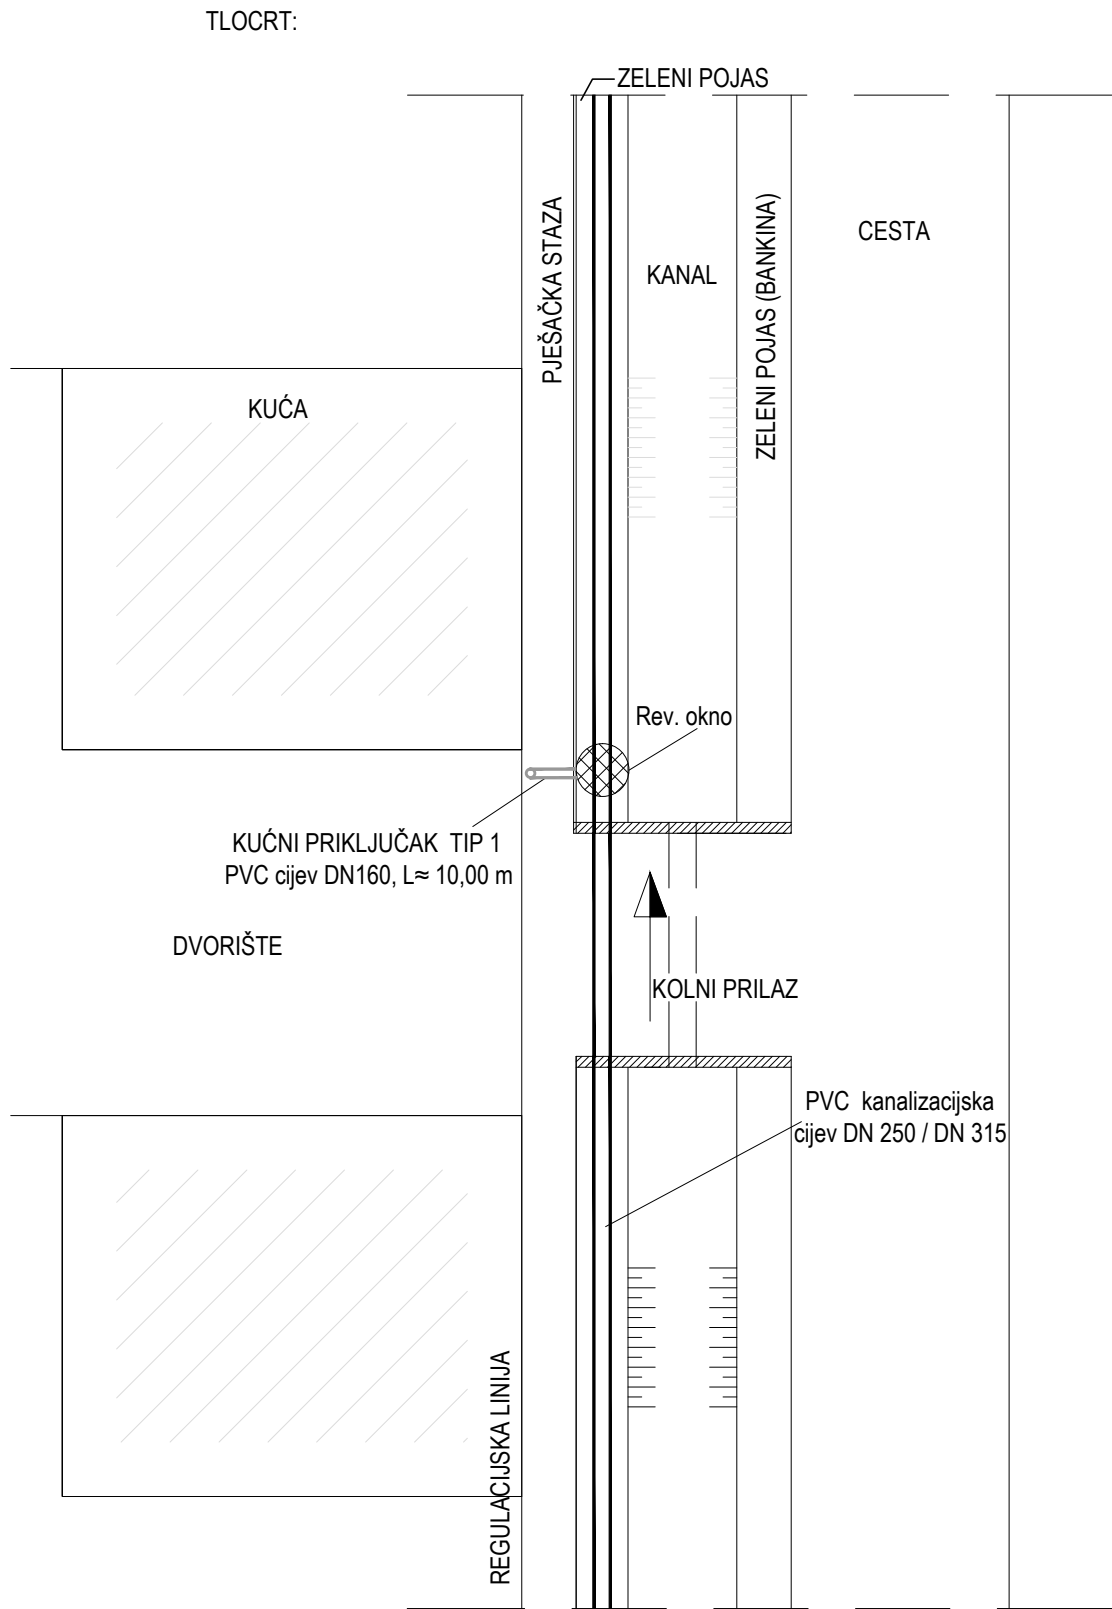 TLOCRT:
ZELENI POJAS
PJEŠAČKA STAZA
KANAL
ZELENI POJAS (BANKINA)
CESTA
KUĆA
Rev. okno
KUĆNI PRIKLJUČAK TIP 1
PVC cijev DN160, L≈ 10,00 m
DVORIŠTE
KOLNI PRILAZ
PVC kanalizacijska
cijev DN 250 / DN 315
REGULACIJSKA LINIJA